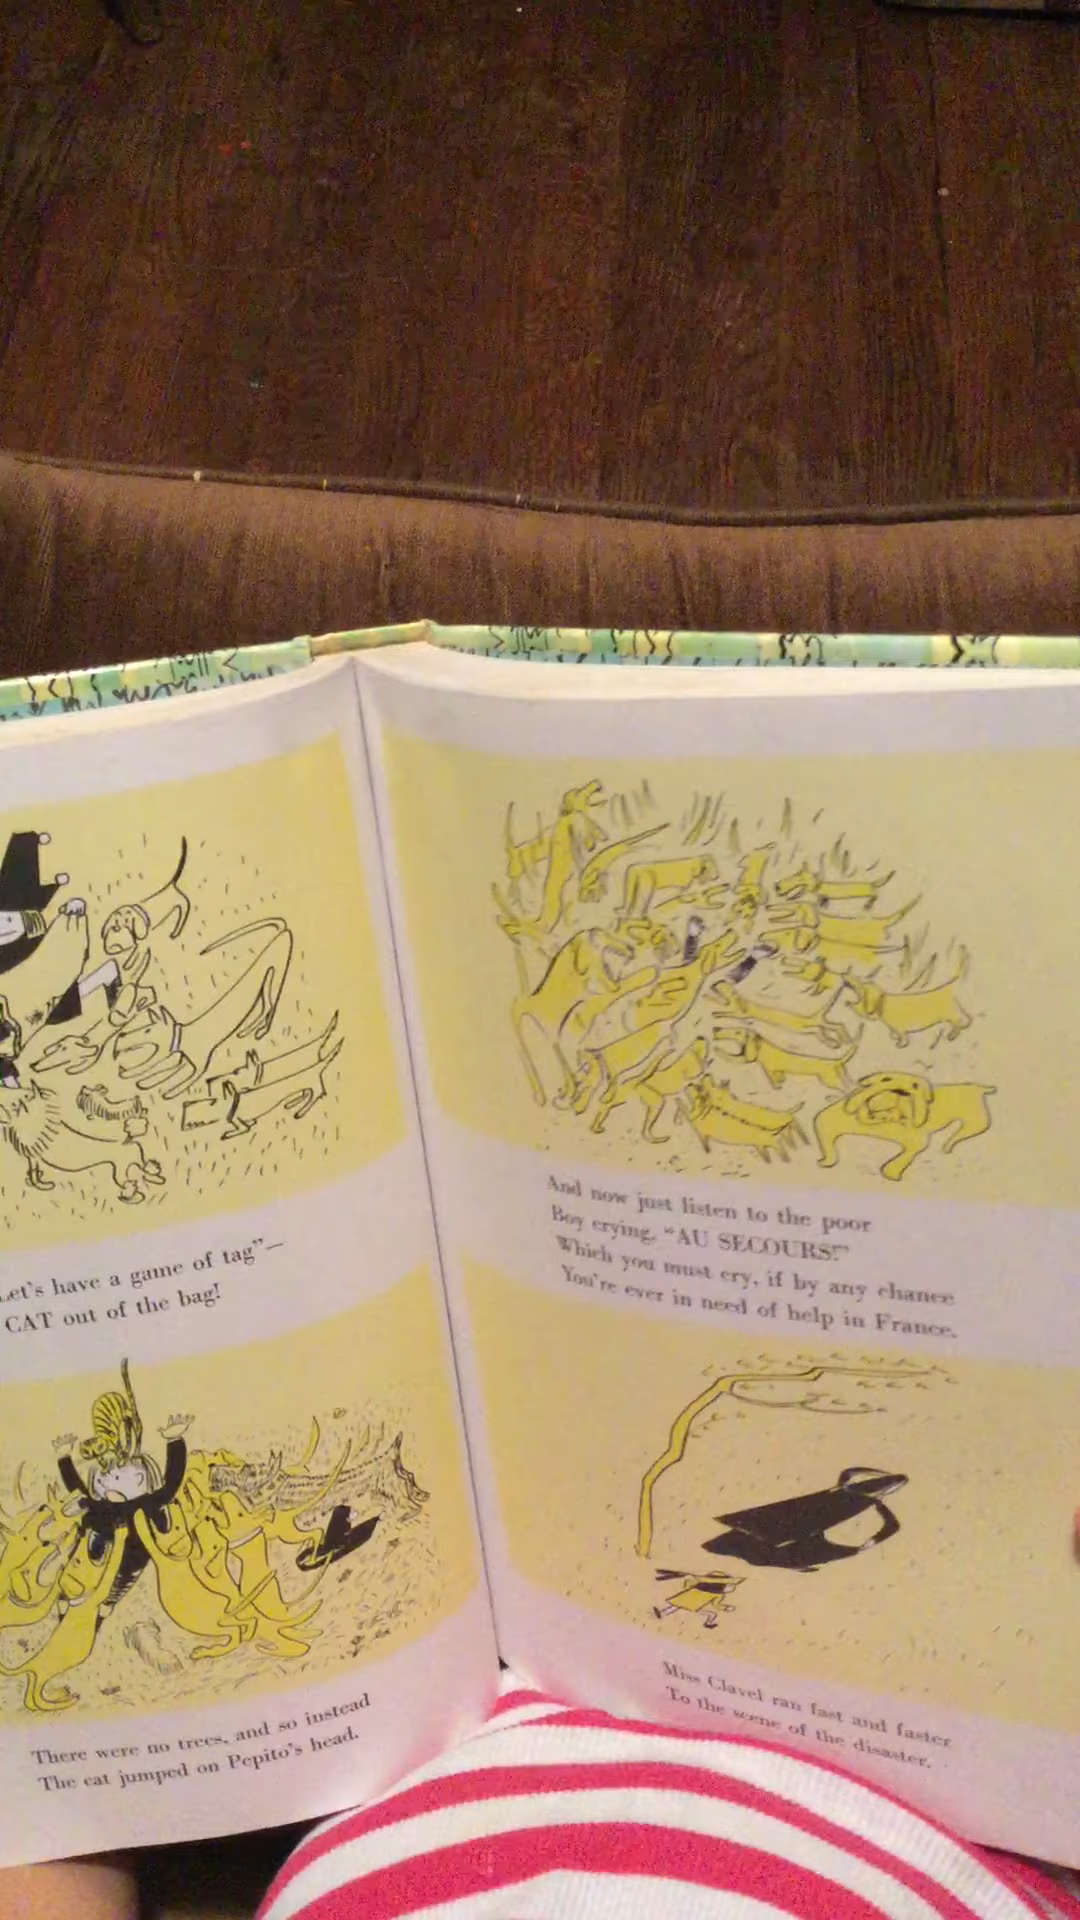 Let's have a game of tag"—
CAT out of the bag!
There were no trees, and so instead
The cat jumped on Pepito's head.
And now just listen to the poor
Boy crying, "AU SECOURS!"
Which you must cry, if by any chance
You're ever in need of help in France.
Miss Clavel ran fast and faster
To the scene of the disaster.